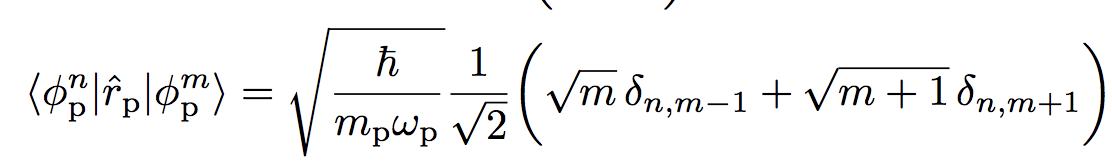 ⟨ϕ_p^n|r̂_p|ϕ_p^m⟩ = √(ħ/(m_p ω_p)) 1/√2 (√m δ_{n,m−1} + √(m+1) δ_{n,m+1})